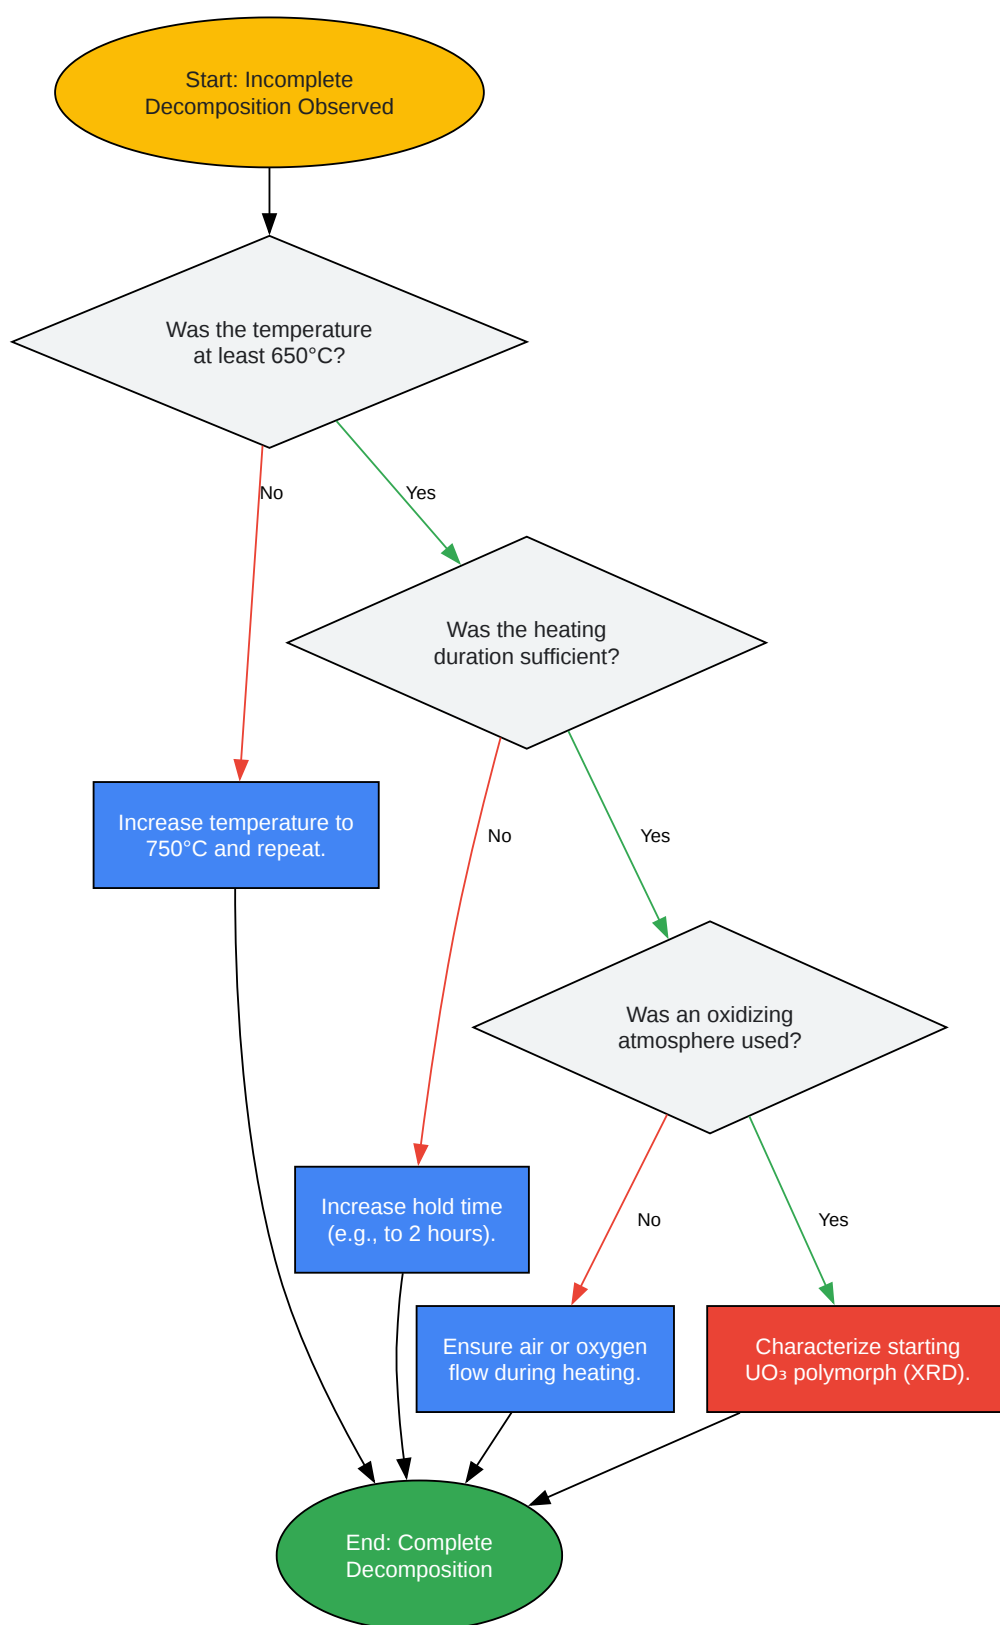 Start: Incomplete
Decomposition Observed
Was the temperature
at least 650°C?
No
Yes
Was the heating
duration sufficient?
Increase temperature to
750°C and repeat.
No
Yes
Was an oxidizing
atmosphere used?
Increase hold time
(e.g., to 2 hours).
No
Yes
Ensure air or oxygen
flow during heating.
Characterize starting
UO₃ polymorph (XRD).
End: Complete
Decomposition